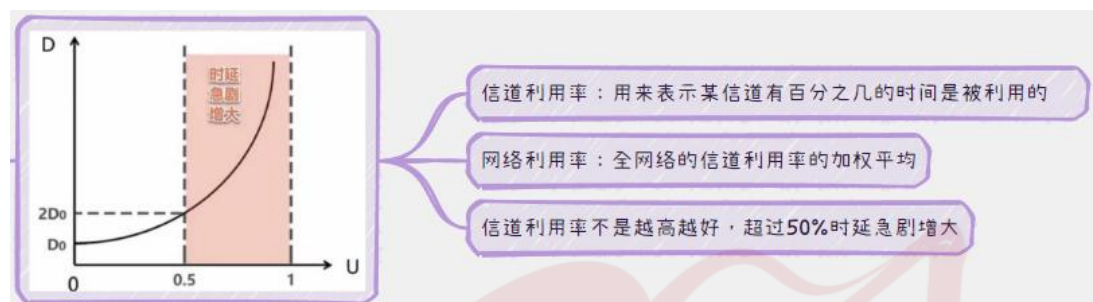 D
时延
急剧
增大
2D₀
D₀
0
0.5
1
U
信道利用率：用来表示某信道有百分之几的时间是被利用的
网络利用率：全网络的信道利用率的加权平均
信道利用率不是越高越好，超过50%时延急剧增大